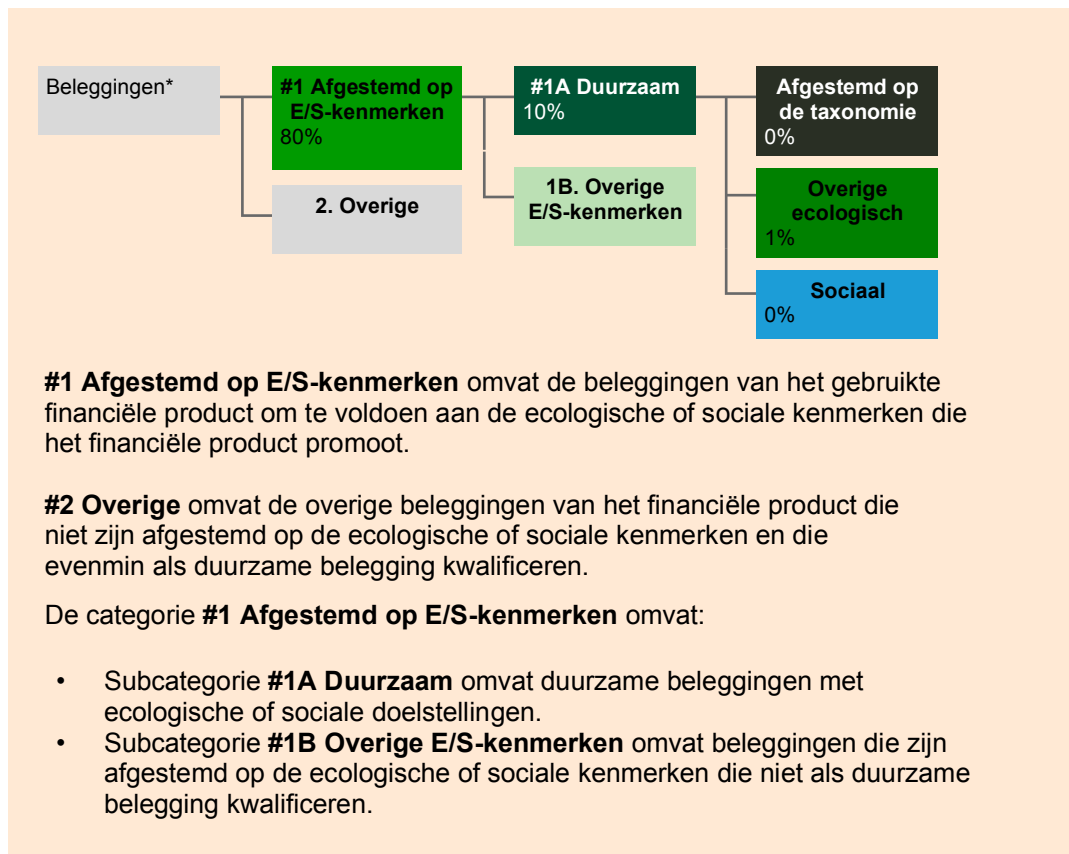 Beleggingen*
#1 Afgestemd op
E/S-kenmerken
80%
2. Overige
#1A Duurzaam
10%
1B. Overige
E/S-kenmerken
Afgestemd op
de taxonomie
0%
Overige
ecologisch
1%
Sociaal
0%
#1 Afgestemd op E/S-kenmerken omvat de beleggingen van het gebruikte
financiële product om te voldoen aan de ecologische of sociale kenmerken die
het financiële product promoot.
#2 Overige omvat de overige beleggingen van het financiële product die
niet zijn afgestemd op de ecologische of sociale kenmerken en die
evenmin als duurzame belegging kwalificeren.
De categorie #1 Afgestemd op E/S-kenmerken omvat:
• Subcategorie #1A Duurzaam omvat duurzame beleggingen met
ecologische of sociale doelstellingen.
• Subcategorie #1B Overige E/S-kenmerken omvat beleggingen die zijn
afgestemd op de ecologische of sociale kenmerken die niet als duurzame
belegging kwalificeren.